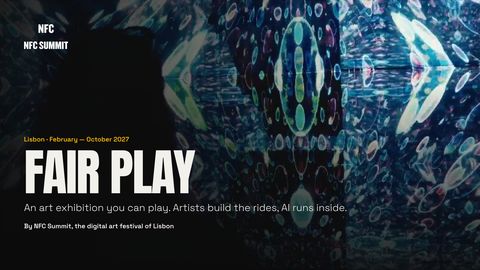 NFC
NFC SUMMIT
Lisbon · February — October 2027
FAIR PLAY
An art exhibition you can play. Artists build the rides, AI runs inside.
By NFC Summit, the digital art festival of Lisbon